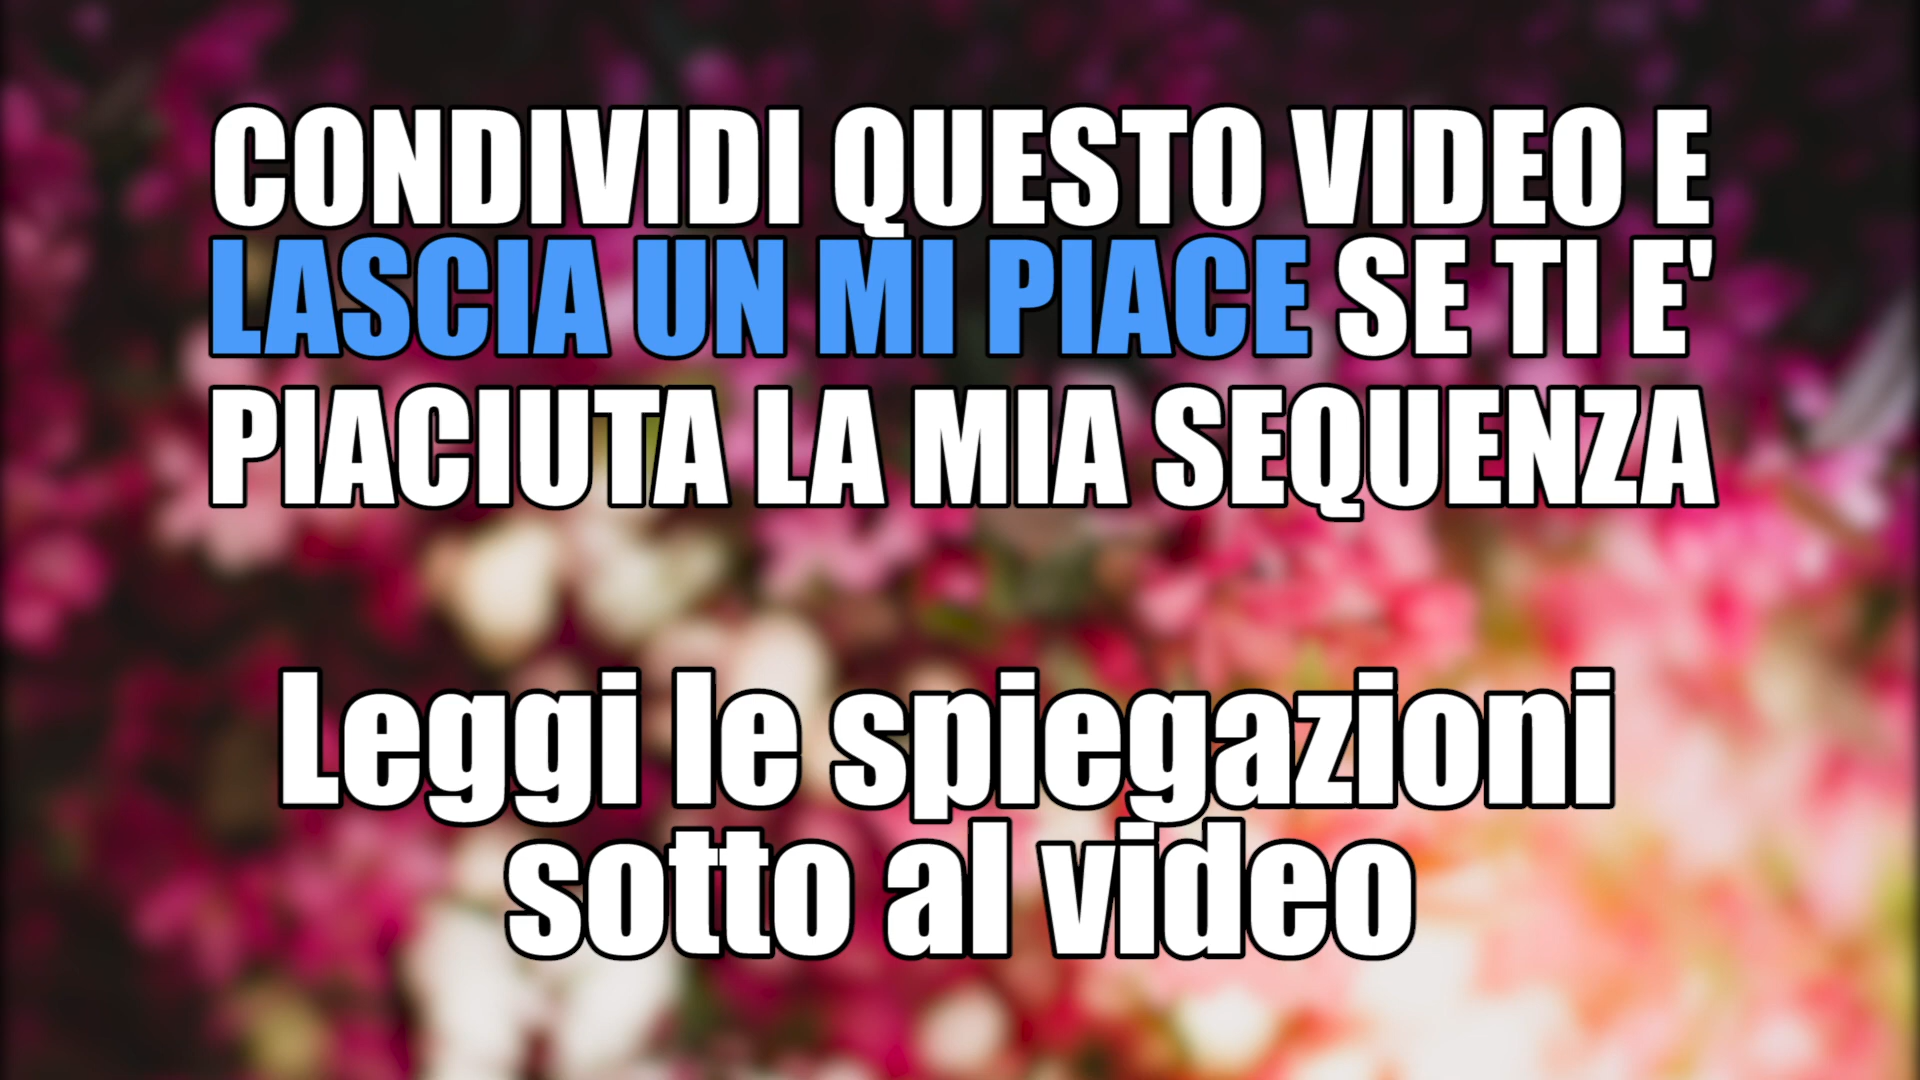 CONDIVIDI QUESTO VIDEO E
LASCIA UN MI PIACE SE TI E'
PIACIUTA LA MIA SEQUENZA
Leggi le spiegazioni
sotto al video